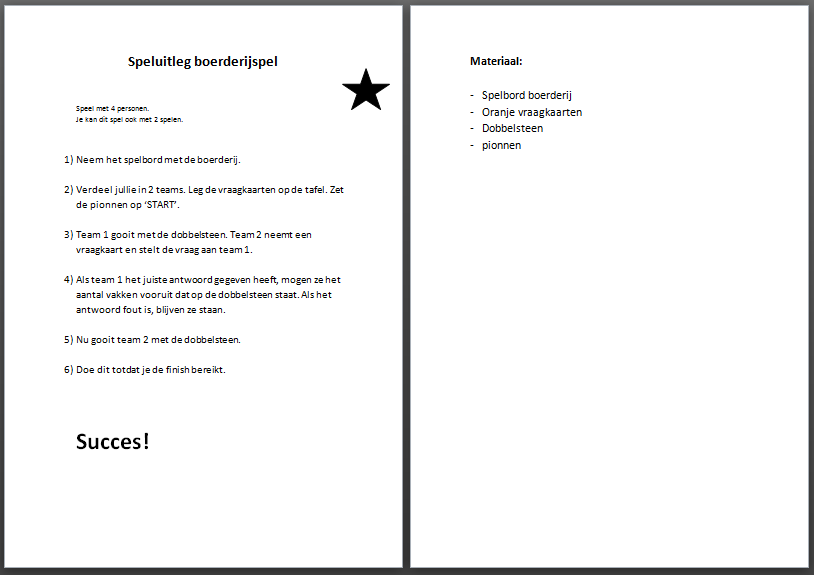 Speluitleg boerderijspel
Speel met 4 personen.
Je kan dit spel ook met 2 spelen.
1) Neem het spelbord met de boerderij.
2) Verdeel jullie in 2 teams. Leg de vraagkaarten op de tafel. Zet
de pionnen op ‘START’.
3) Team 1 gooit met de dobbelsteen. Team 2 neemt een
vraagkaart en stelt de vraag aan team 1.
4) Als team 1 het juiste antwoord gegeven heeft, mogen ze het
aantal vakken vooruit dat op de dobbelsteen staat. Als het
antwoord fout is, blijven ze staan.
5) Nu gooit team 2 met de dobbelsteen.
6) Doe dit totdat je de finish bereikt.
Succes!
Materiaal:
- Spelbord boerderij
- Oranje vraagkaarten
- Dobbelsteen
- pionnen